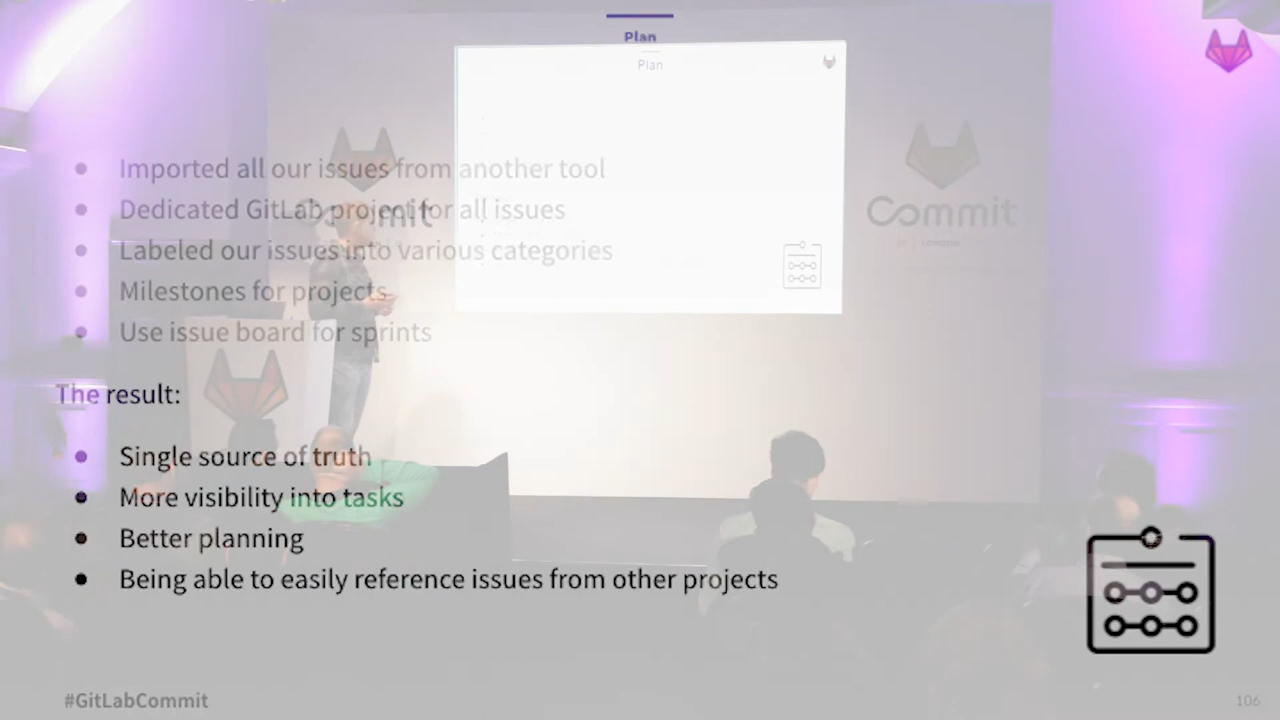 Plan
Plan
Imported all our issues from another tool
Dedicated GitLab project for all issues
Labeled our issues into various categories
Milestones for projects
Use issue board for sprints
Commit
Commit
LONDON
The result:
Single source of truth
More visibility into tasks
Better planning
Being able to easily reference issues from other projects
#GitLabCommit
106